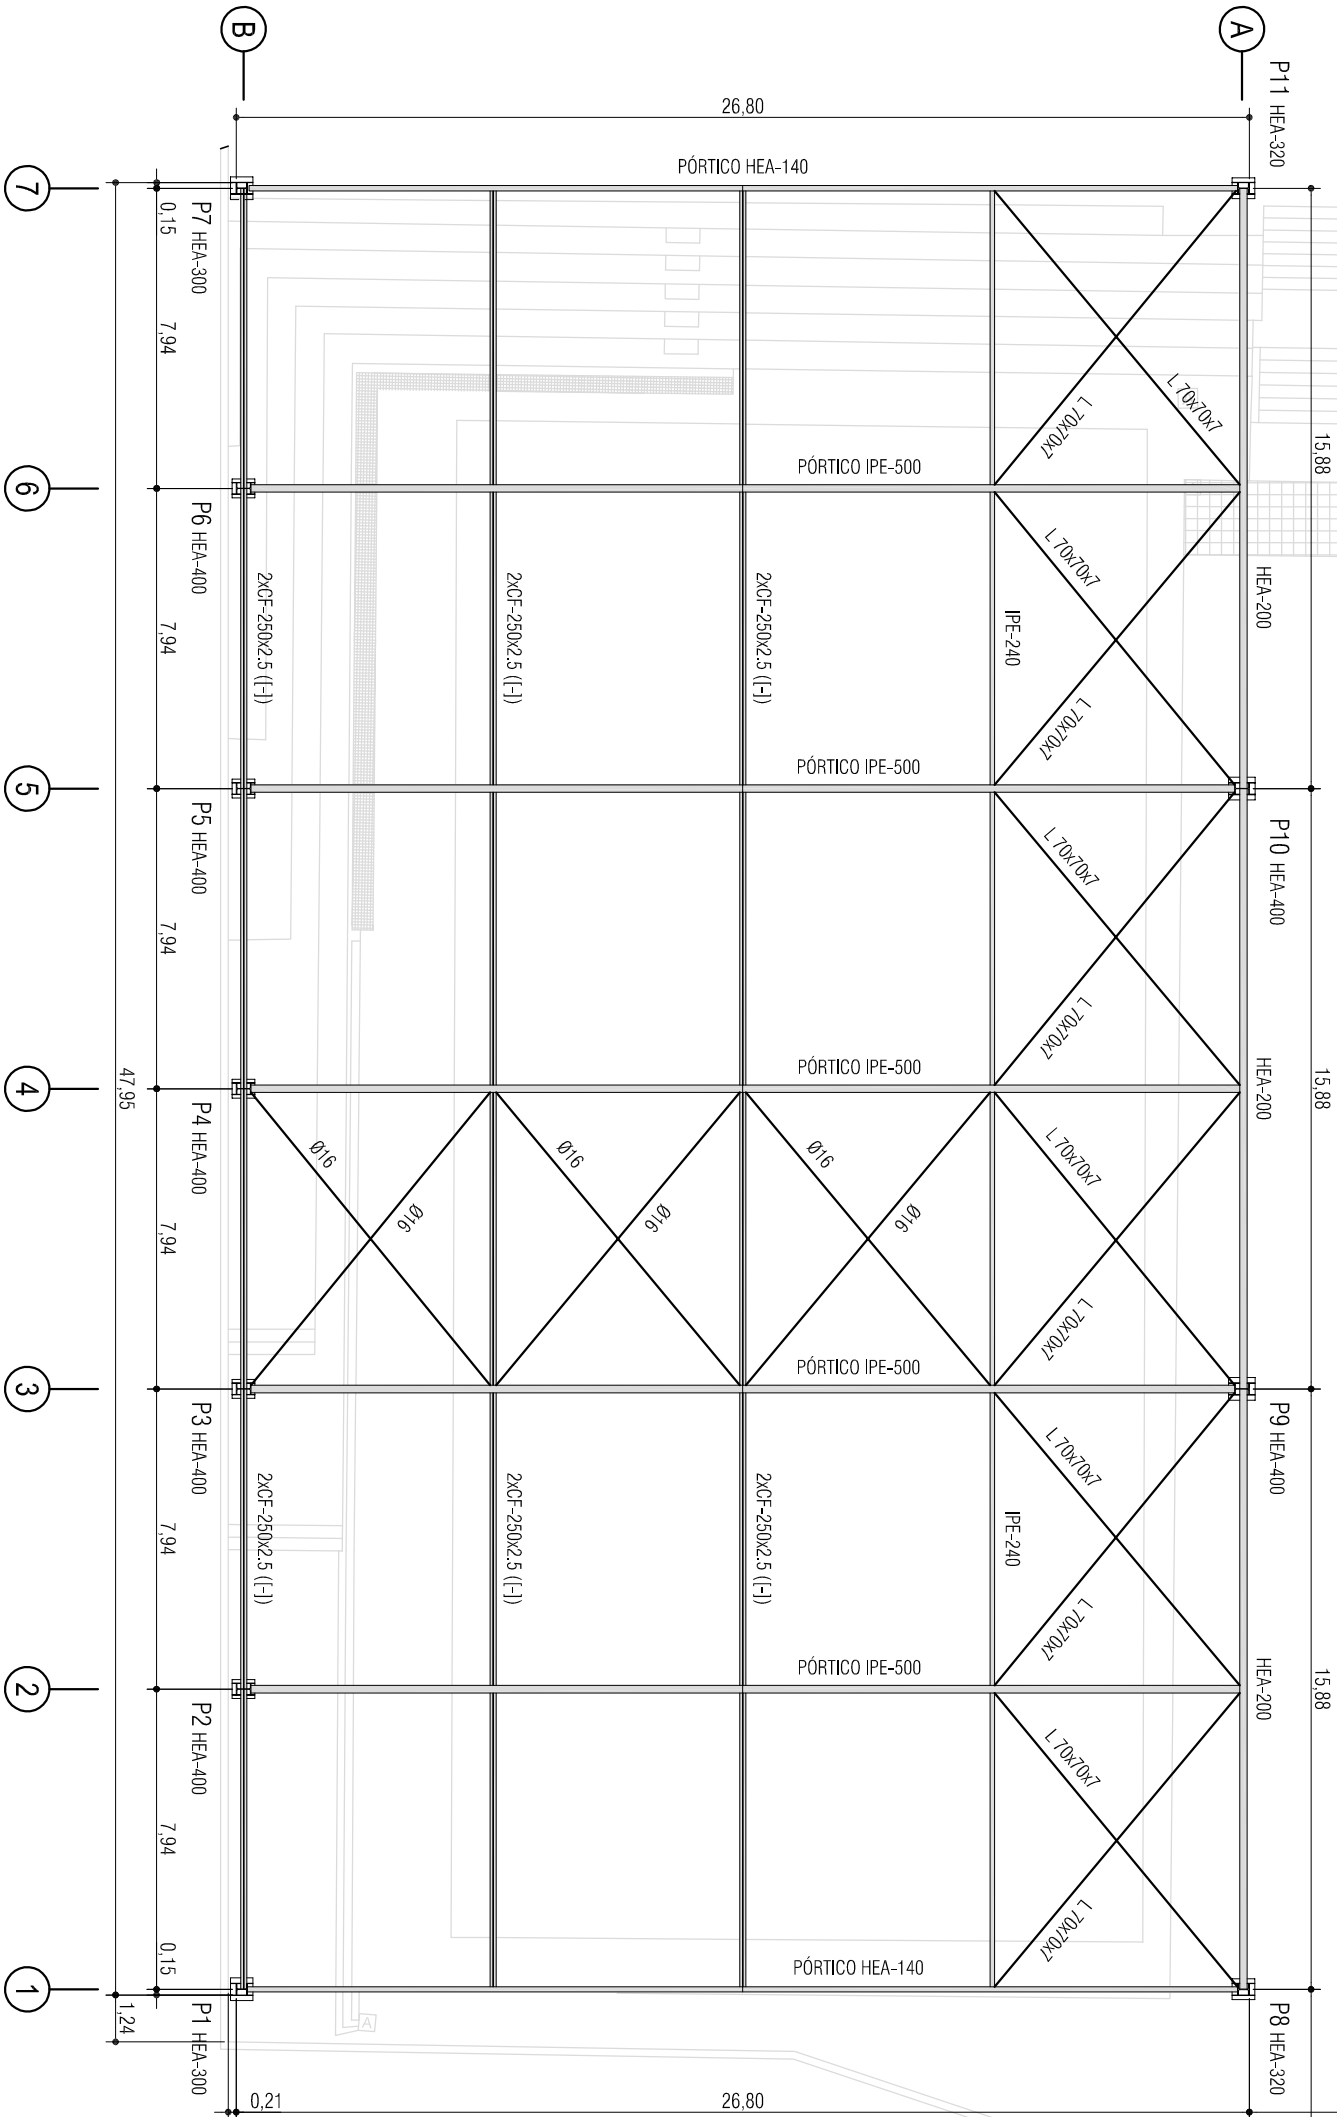 B
A
P11 HEA-320
26,80
PÓRTICO HEA-140
7
0,15
P7 HEA-300
7,94
L 70x70x7
L 70x70x7
15,88
PÓRTICO IPE-500
6
P6 HEA-400
2xCF-250x2.5 ([-])
2xCF-250x2.5 ([-])
2xCF-250x2.5 ([-])
IPE-240
L 70x70x7
L 70x70x7
HEA-200
7,94
PÓRTICO IPE-500
5
P5 HEA-400
P10 HEA-400
L 70x70x7
L 70x70x7
7,94
PÓRTICO IPE-500
HEA-200
15,88
47,95
4
P4 HEA-400
Ø16
Ø16
Ø16
Ø16
Ø16
Ø16
L 70x70x7
L 70x70x7
7,94
PÓRTICO IPE-500
3
P3 HEA-400
P9 HEA-400
2xCF-250x2.5 ([-])
2xCF-250x2.5 ([-])
2xCF-250x2.5 ([-])
IPE-240
L 70x70x7
L 70x70x7
7,94
PÓRTICO IPE-500
HEA-200
15,88
2
P2 HEA-400
L 70x70x7
L 70x70x7
7,94
PÓRTICO HEA-140
0,15
1
P1 HEA-300
P8 HEA-320
1,24
A
0,21
26,80